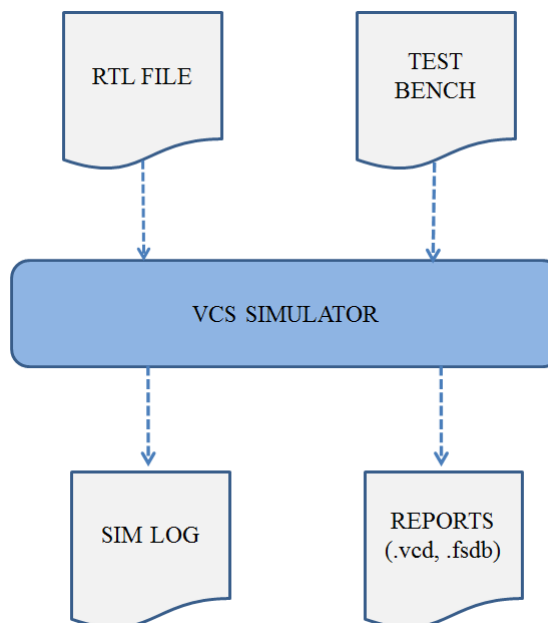 RTL FILE
TEST
BENCH
VCS SIMULATOR
SIM LOG
REPORTS
(.vcd, .fsdb)